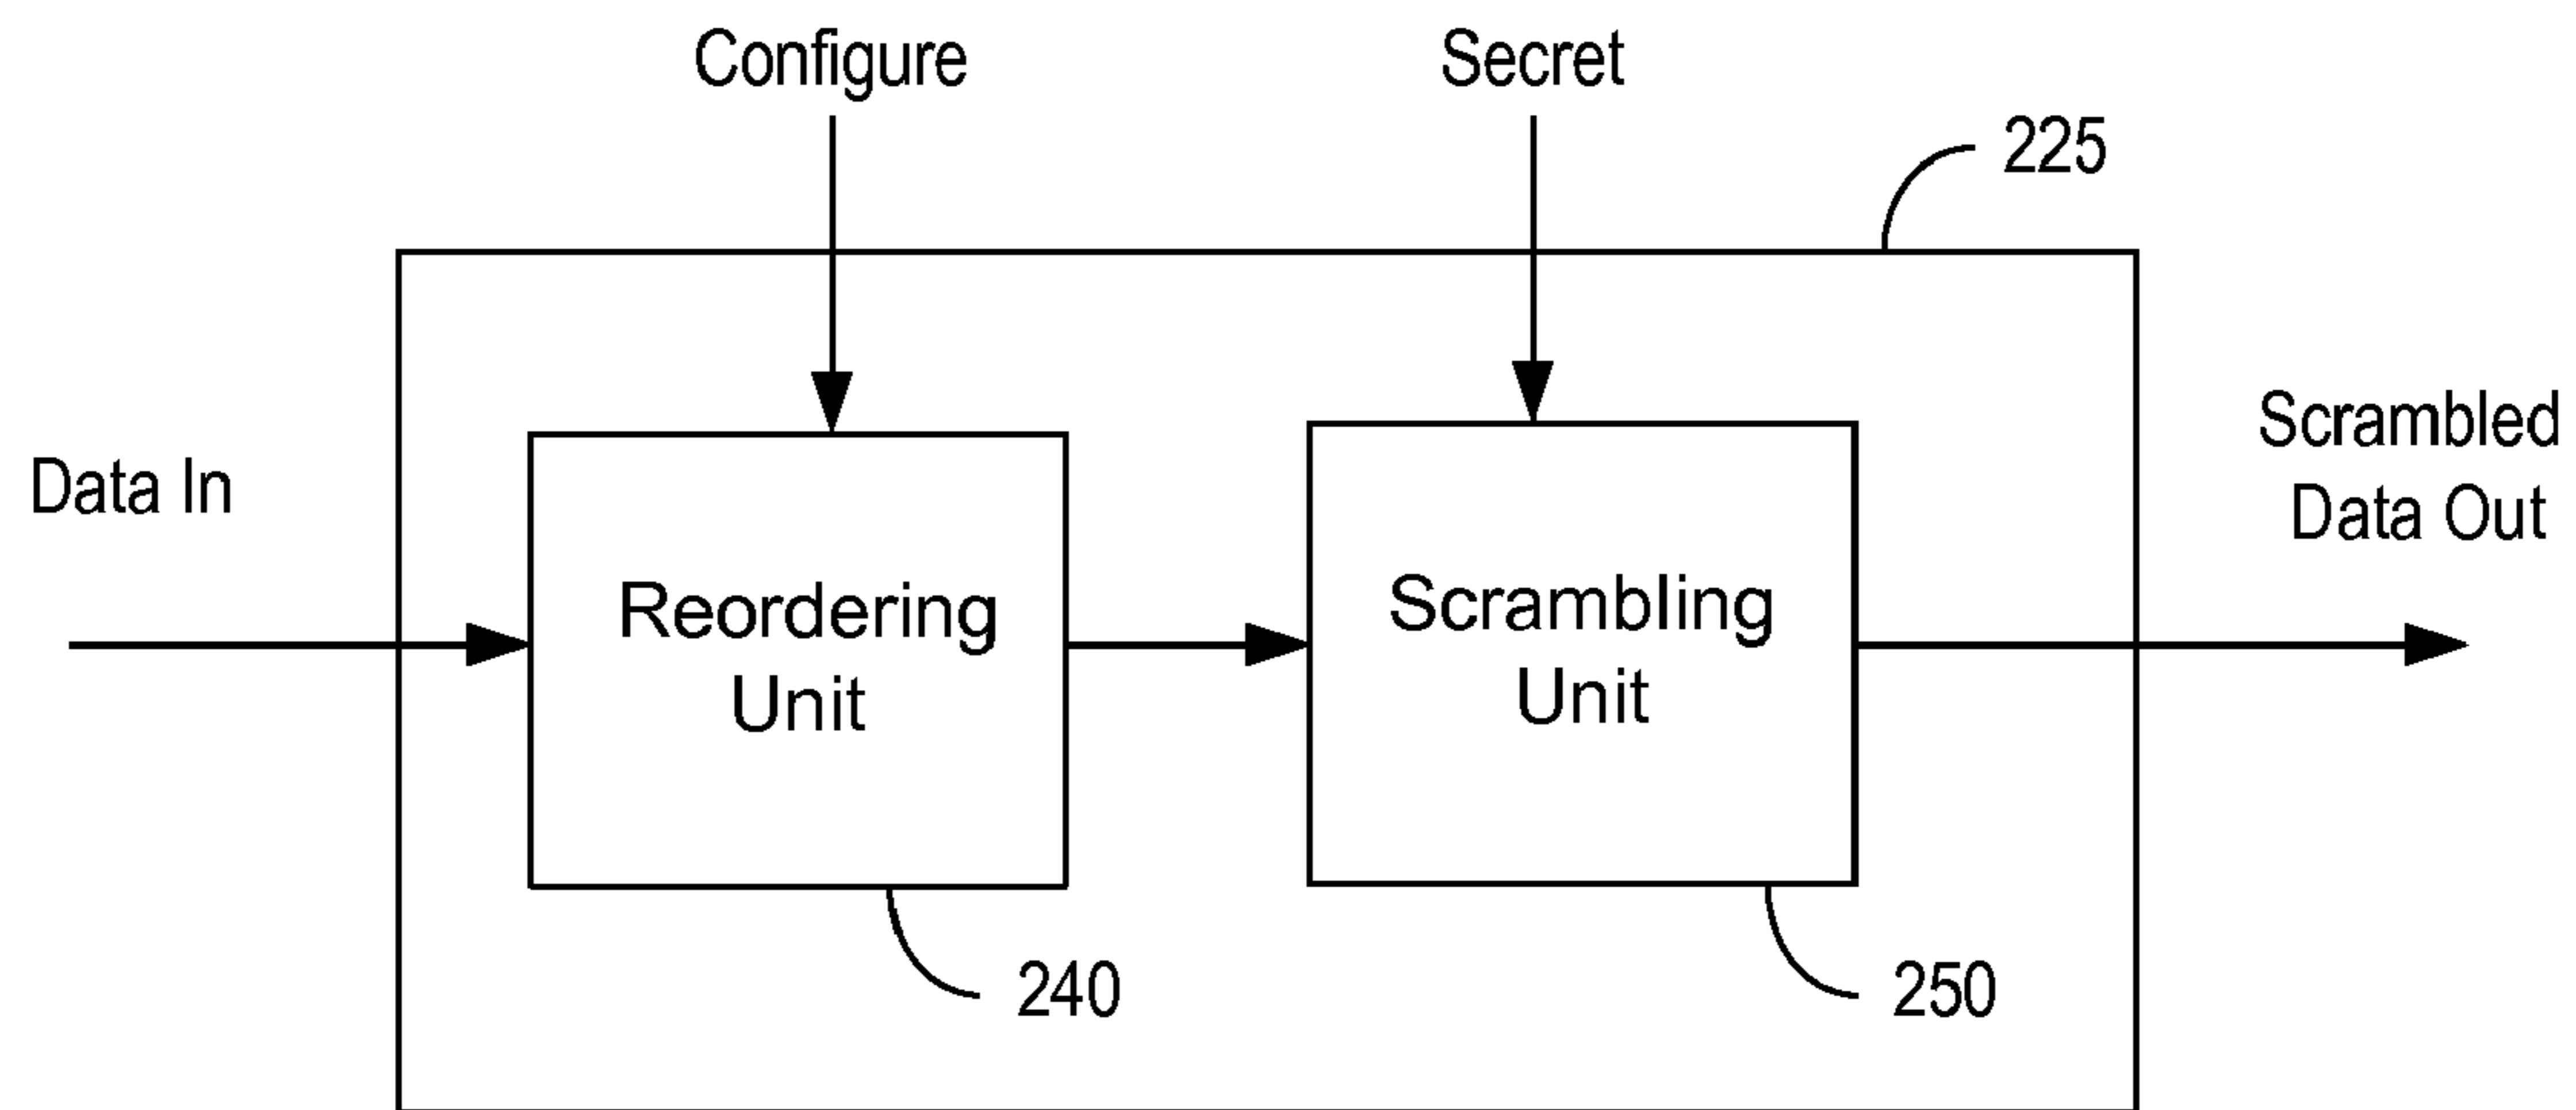 Configure
Secret
225
Data In
Scrambled
Data Out
Reordering
Unit
Scrambling
Unit
240
250